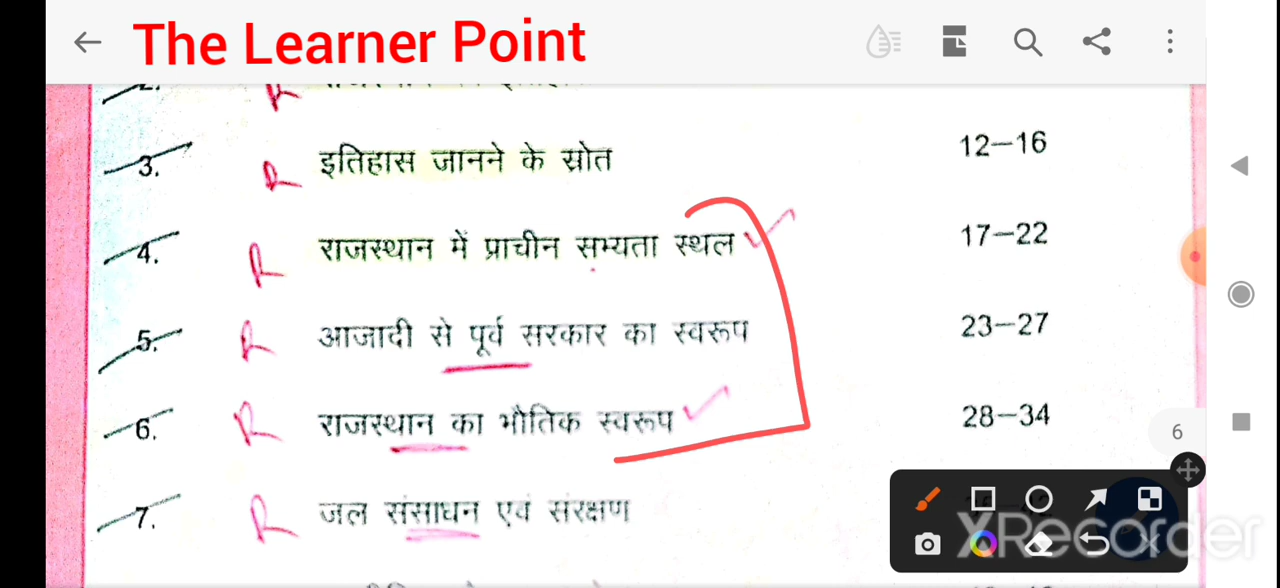 The Learner Point
3. R इतिहास जानने के स्रोत 12–16
4. R राजस्थान में प्राचीन सभ्यता स्थल 17–22
5. R आजादी से पूर्व सरकार का स्वरूप 23–27
6. R राजस्थान का भौतिक स्वरूप 28–34
6
7. R जल संसाधन एवं संरक्षण
XRecorder